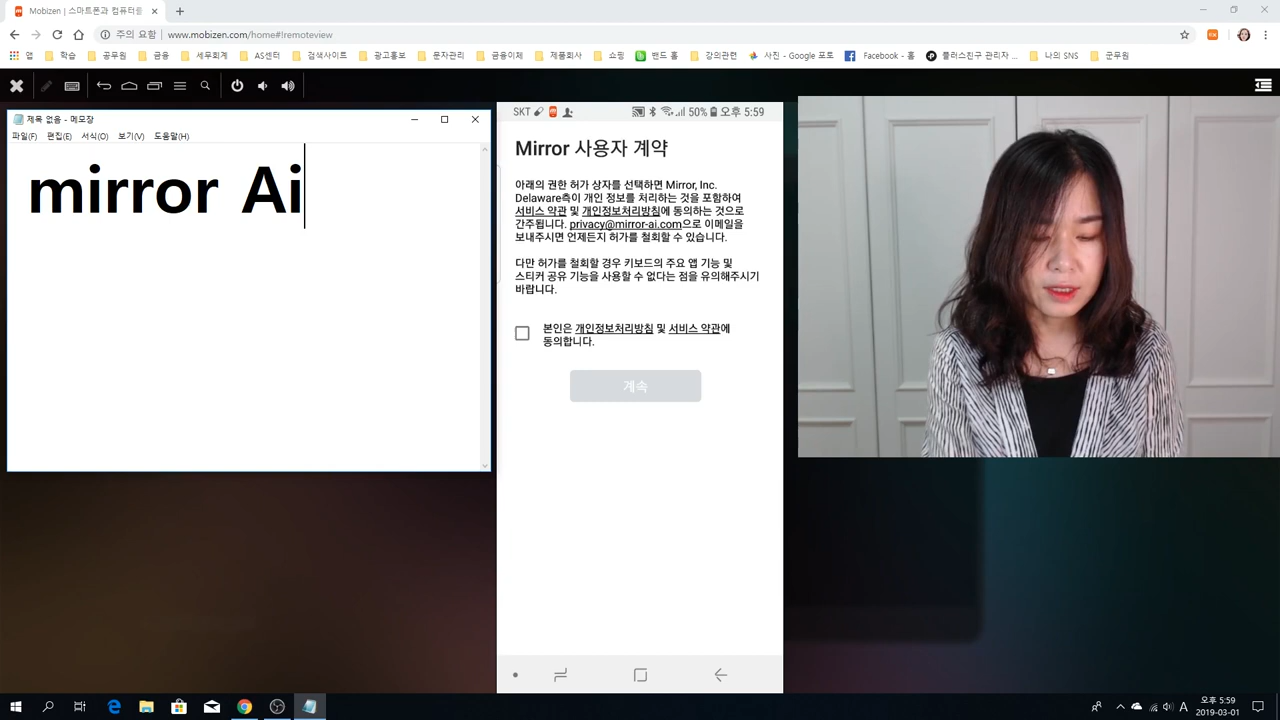 Mobizen | 스마트폰과 컴퓨터를
주의 요함
www.mobizen.com/home#!remoteview
앱 학습 공무원 금융 세무회계 AS센터 검색사이트 광고홍보 문자관리 금융이제 제품회사 쇼핑 밴드 홈 강의관련 사진 - Google 포토 Facebook - 홈 플러스친구 관리자 ... 나의 SNS 군무원
제목 없음 - 메모장
파일(F) 편집(E) 서식(O) 보기(V) 도움말(H)
mirror Ai
SKT 50% 오후 5:59
Mirror 사용자 계약
아래의 권한 허가 상자를 선택하면 Mirror, Inc.
Delaware측이 개인 정보를 처리하는 것을 포함하여
서비스 약관 및 개인정보처리방침에 동의하는 것으로
간주됩니다. privacy@mirror-ai.com으로 이메일을
보내주시면 언제든지 허가를 철회할 수 있습니다.
다만 허가를 철회할 경우 키보드의 주요 앱 기능 및
스티커 공유 기능을 사용할 수 없다는 점을 유의해주시기
바랍니다.
본인은 개인정보처리방침 및 서비스 약관에
동의합니다.
계속
A
오후 5:59
2019-03-01